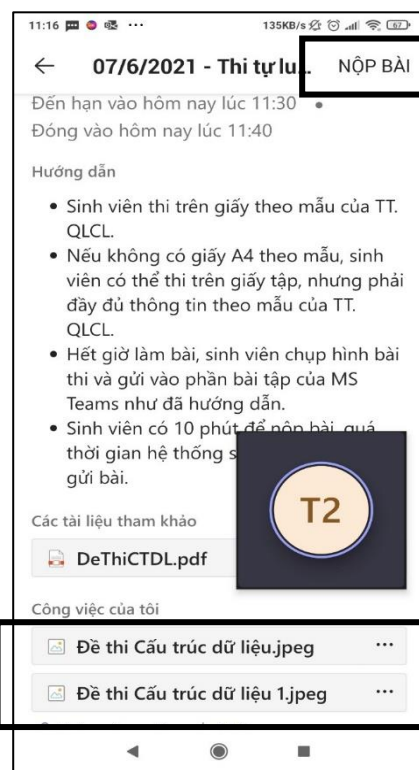 11:16 135KB/s 67
07/6/2021 - Thi tự lu... NỘP BÀI
Đến hạn vào hôm nay lúc 11:30
Đóng vào hôm nay lúc 11:40
Hướng dẫn
• Sinh viên thi trên giấy theo mẫu của TT.
QLCL.
• Nếu không có giấy A4 theo mẫu, sinh
viên có thể thi trên giấy tập, nhưng phải
đầy đủ thông tin theo mẫu của TT.
QLCL.
• Hết giờ làm bài, sinh viên chụp hình bài
thi và gửi vào phần bài tập của MS
Teams như đã hướng dẫn.
• Sinh viên có 10 phút để nộp bài, quá
thời gian hệ thống
gửi bài.
T2
Các tài liệu tham khảo
DeThiCTDL.pdf
Công việc của tôi
Đề thi Cấu trúc dữ liệu.jpeg
Đề thi Cấu trúc dữ liệu 1.jpeg